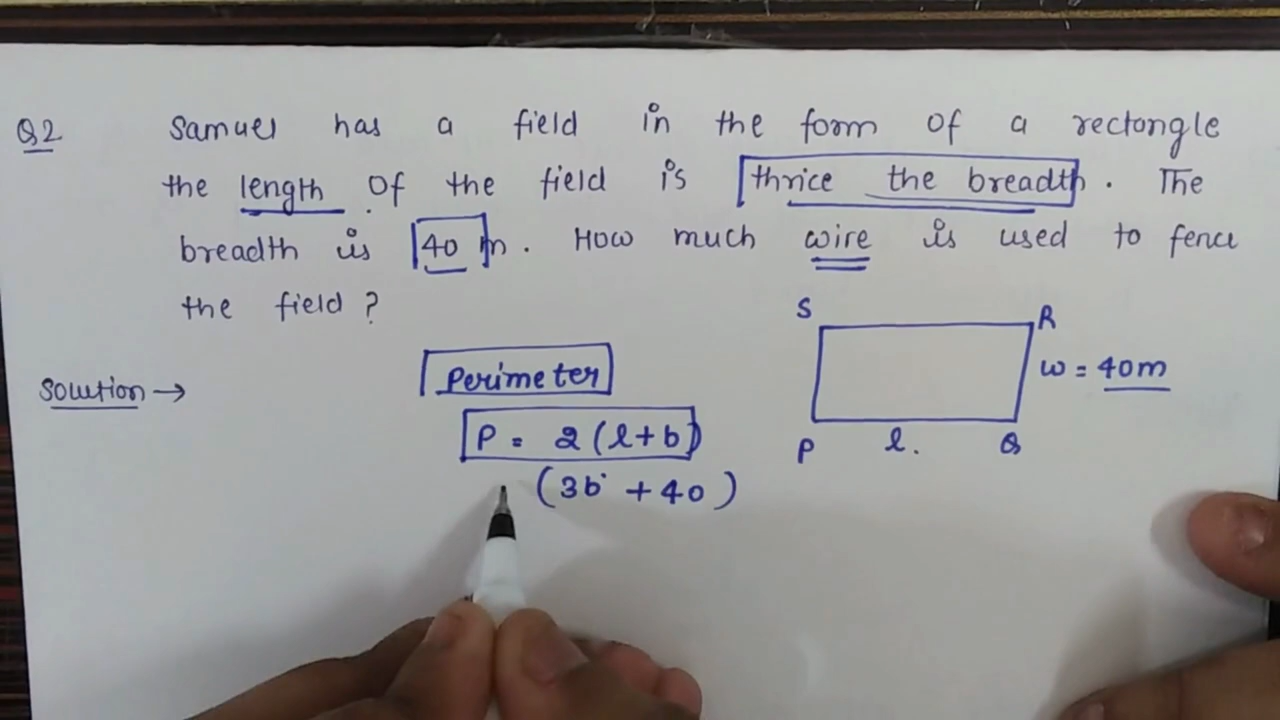 Q2 Samuel has a field in the form of a rectangle
the length of the field is thrice the breadth. The
breadth is 40 m. How much wire is used to fence
the field?
S R
w = 40m
P l. Q
Solution →
Perimeter
P = 2(l+b)
(3b + 40)